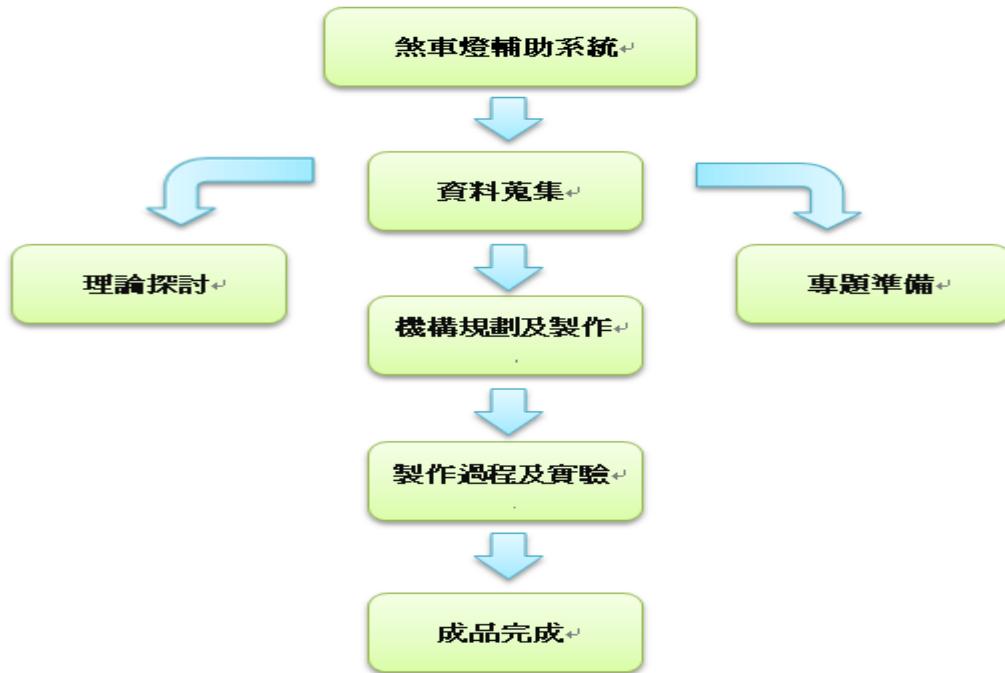 煞車燈輔助系統
資料蒐集
理論探討
專題準備
機構規劃及製作
製作過程及實驗
成品完成